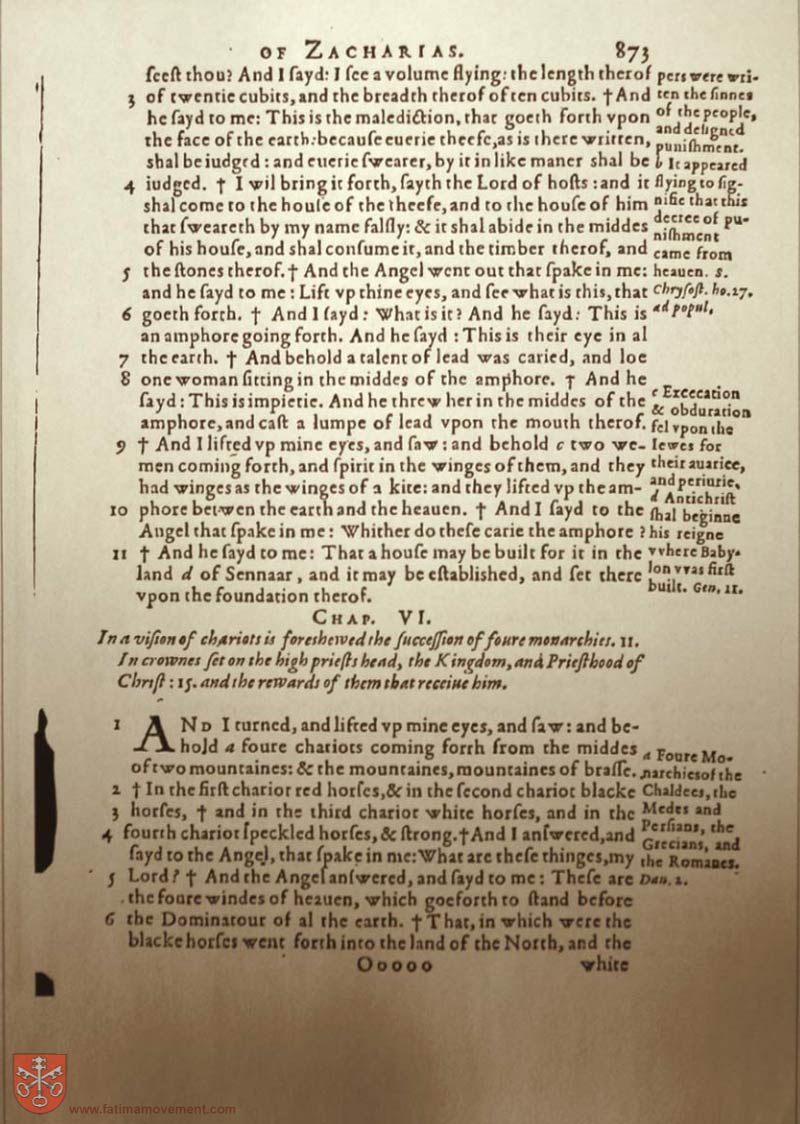 OF ZACHARIAS. 873
ſeeſt thou? And I ſayd: I ſee a volume flying: the length therof
3 of twentie cubits, and the breadth therof of ten cubits. † And
he ſayd to me: This is the malediction, that goeth forth vpon
the face of the earth: becauſe euerie theefe, as is there written,
shal be iudged: and euerie ſwearer, by it in like maner shal be
4 iudged. † I wil bring it forth, ſayth the Lord of hoſts: and it
shal come to the houſe of the theefe, and to the houſe of him
that ſweareth by my name falſly: & it shal abide in the middes
of his houſe, and shal conſume it, and the timber therof, and
5 the ſtones therof. † And the Angel went out that ſpake in me:
and he ſayd to me: Lift vp thine eyes, and ſee what is this, that
6 goeth forth. † And I ſayd: What is it? And he ſayd: This is
an amphore going forth. And he ſayd: This is their eye in al
7 the earth. † And behold a talent of lead was caried, and loe
8 one woman ſitting in the middes of the amphore. † And he
ſayd: This is impietie. And he threw her in the middes of the
amphore, and caſt a lumpe of lead vpon the mouth therof.
9 † And I lifted vp mine eyes, and ſaw: and behold c two we-
men coming forth, and ſpirit in the winges of them, and they
had winges as the winges of a kite: and they lifted vp the am-
10 phore betwen the earth and the heauen. † And I ſayd to the
Angel that ſpake in me: Whither do theſe carie the amphore?
11 † And he ſayd to me: That a houſe may be built for it in the
land d of Sennaar, and it may be eſtablished, and ſet there
vpon the foundation therof.
pers were wri-
ten the ſinnes
of the people,
and deſigned
punishment.
b It appeared
flying to ſig-
nifie that this
decree of pu-
nishment
came from
heauen. S.
Chryſoſt. ho. 27.
ad popul.
c Excecation
& obduration
fel vpon the
Iewes for
their auarice,
and periurie.
d Antichriſt
shal beginne
his reigne
vvhere Baby-
lon vvas firſt
built. Gen. 11.
CHAP. VI.
In a viſion of chariots is foreshewed the ſucceſſion of foure monarchies. 11.
In crownes ſet on the high prieſts head, the Kingdom, and Prieſthood of
Chriſt: 15. and the rewards of them that receiue him.
1 AND I turned, and lifted vp mine eyes, and ſaw: and be-
hold a foure chariots coming forth from the middes
of two mountaines: & the mountaines, mountaines of braſſe.
2 † In the firſt chariot red horſes, & in the ſecond chariot blacke
3 horſes, † and in the third chariot white horſes, and in the
4 fourth chariot ſpeckled horſes, & ſtrong. † And I anſwered, and
ſayd to the Angel, that ſpake in me: What are theſe thinges, my
5 Lord? † And the Angel anſwered, and ſayd to me: Theſe are
the foure windes of heauen, which goeforth to ſtand before
6 the Dominatour of al the earth. † That, in which were the
blacke horſes went forth into the land of the North, and the
a Foure Mo-
narchies of the
Chaldees, the
Medes and
Perſians, the
Grecians, and
the Romanes.
Dan. 2.
Ooooo white
www.fatimamovement.com